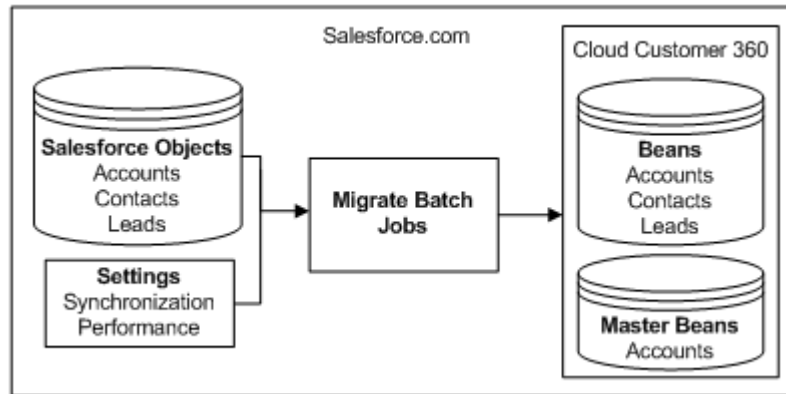 Salesforce.com
Cloud Customer 360
Salesforce Objects
Accounts
Contacts
Leads
Settings
Synchronization
Performance
Migrate Batch
Jobs
Beans
Accounts
Contacts
Leads
Master Beans
Accounts